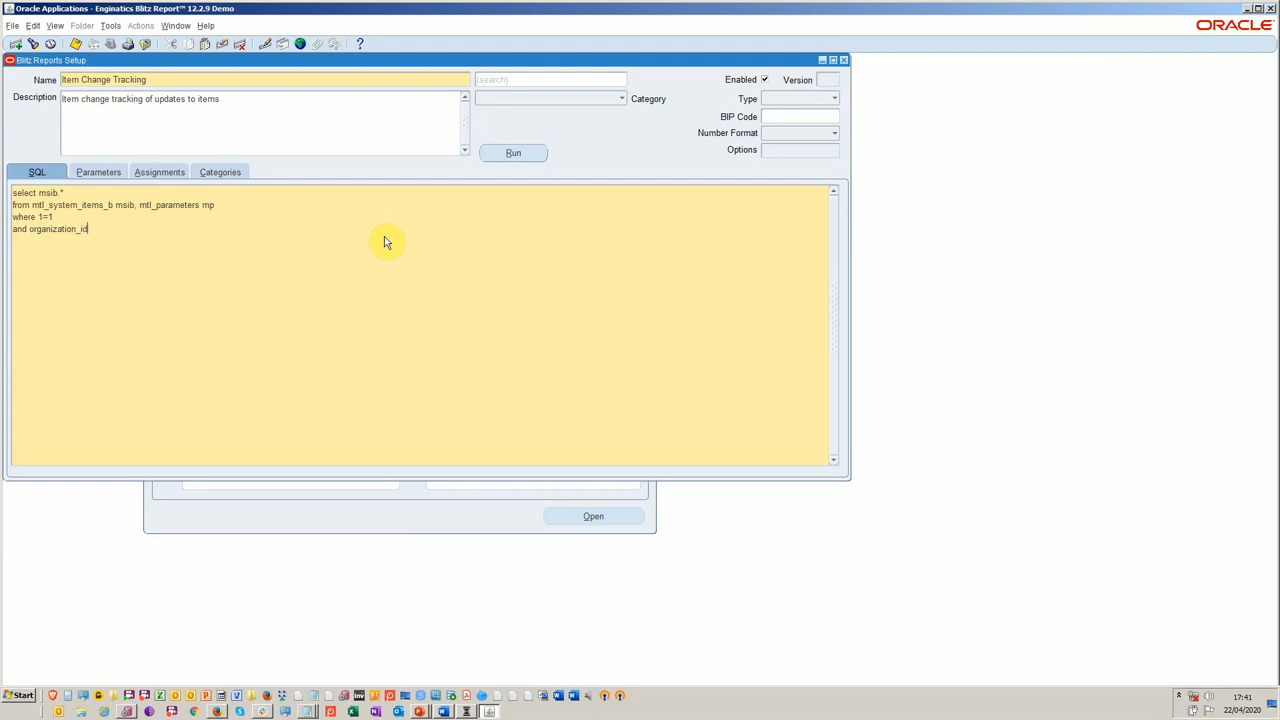 Oracle Applications - Enginatics Blitz Report™ 12.2.9 Demo
File Edit View Folder Tools Actions Window Help
ORACLE
Blitz Reports Setup
Name Item Change Tracking (search) Enabled Version
Description Item change tracking of updates to items Category Type
BIP Code
Number Format
Options
Run
SQL Parameters Assignments Categories
select msib.*
from mtl_system_items_b msib, mtl_parameters mp
where 1=1
and organization_id
Open
Start
17:41
22/04/2020